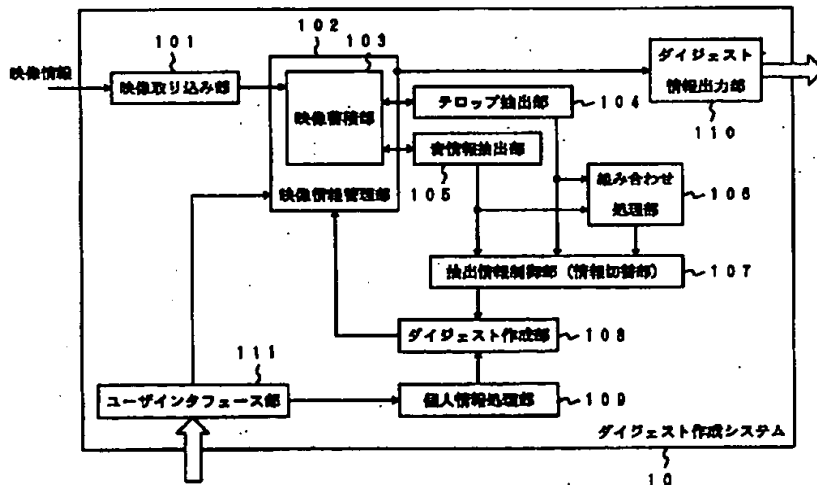 102
101
103
ダイジェスト
情報出力部
映像情報
映像取り込み部
映像蓄積部
テロップ抽出部
104
110
音情報抽出部
105
組み合わせ
処理部
106
映像情報管理部
抽出情報制御部(情報切替部)
107
ダイジェスト作成部
108
111
ユーザインタフェース部
個人情報処理部
109
ダイジェスト作成システム
10